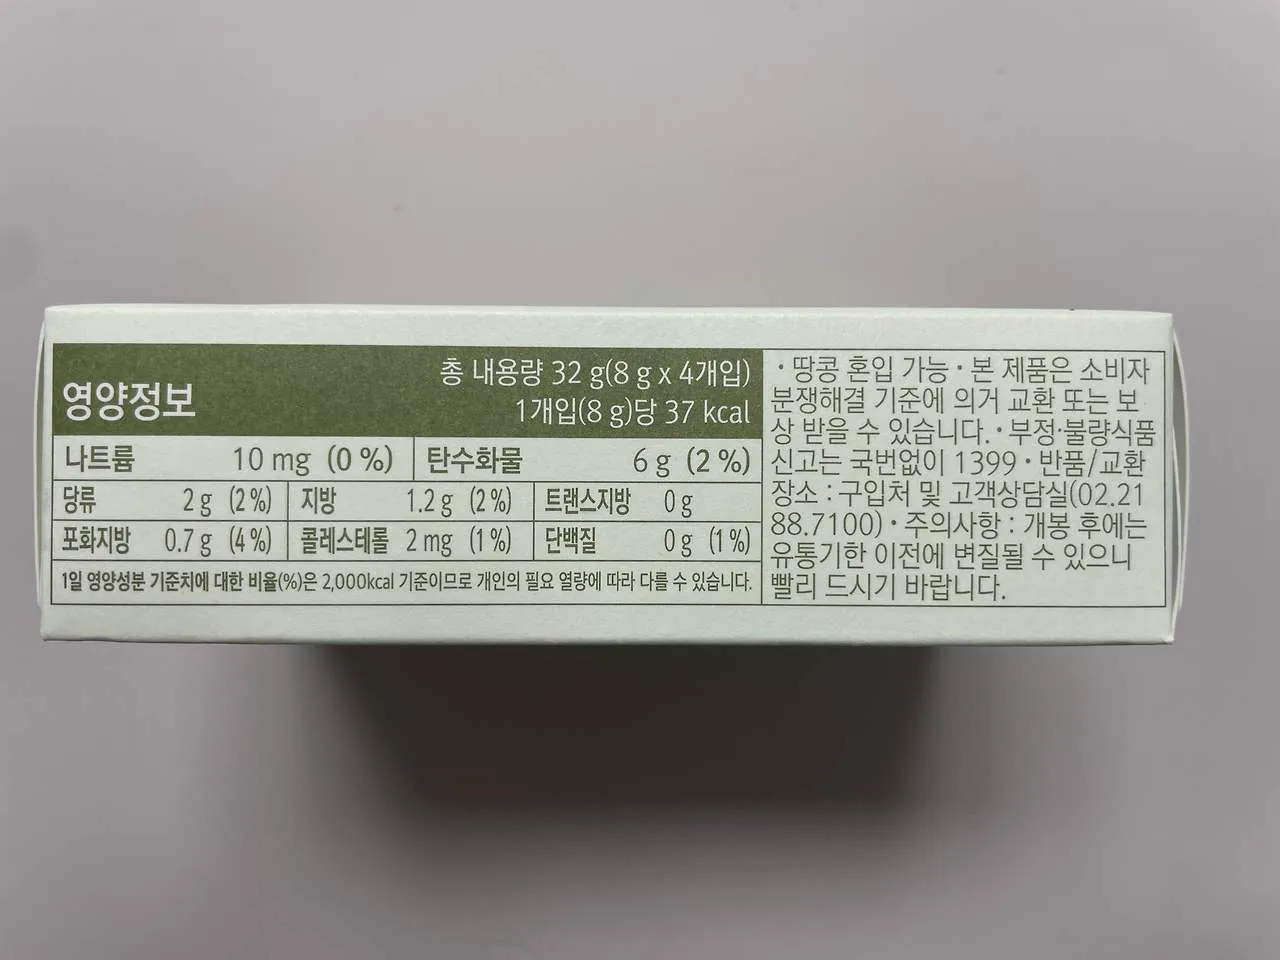 영양정보
총 내용량 32 g(8 g x 4개입)
1개입(8 g)당 37 kcal
나트륨 10 mg (0 %) 탄수화물 6 g (2 %)
당류 2 g (2 %) 지방 1.2 g (2 %) 트랜스지방 0 g
포화지방 0.7 g (4 %) 콜레스테롤 2 mg (1 %) 단백질 0 g (1 %)
1일 영양성분 기준치에 대한 비율(%)은 2,000kcal 기준이므로 개인의 필요 열량에 따라 다를 수 있습니다.
· 땅콩 혼입 가능 · 본 제품은 소비자
분쟁해결 기준에 의거 교환 또는 보
상 받을 수 있습니다. · 부정·불량식품
신고는 국번없이 1399 · 반품/교환
장소 : 구입처 및 고객상담실(02.21
88.7100) · 주의사항 : 개봉 후에는
유통기한 이전에 변질될 수 있으니
빨리 드시기 바랍니다.